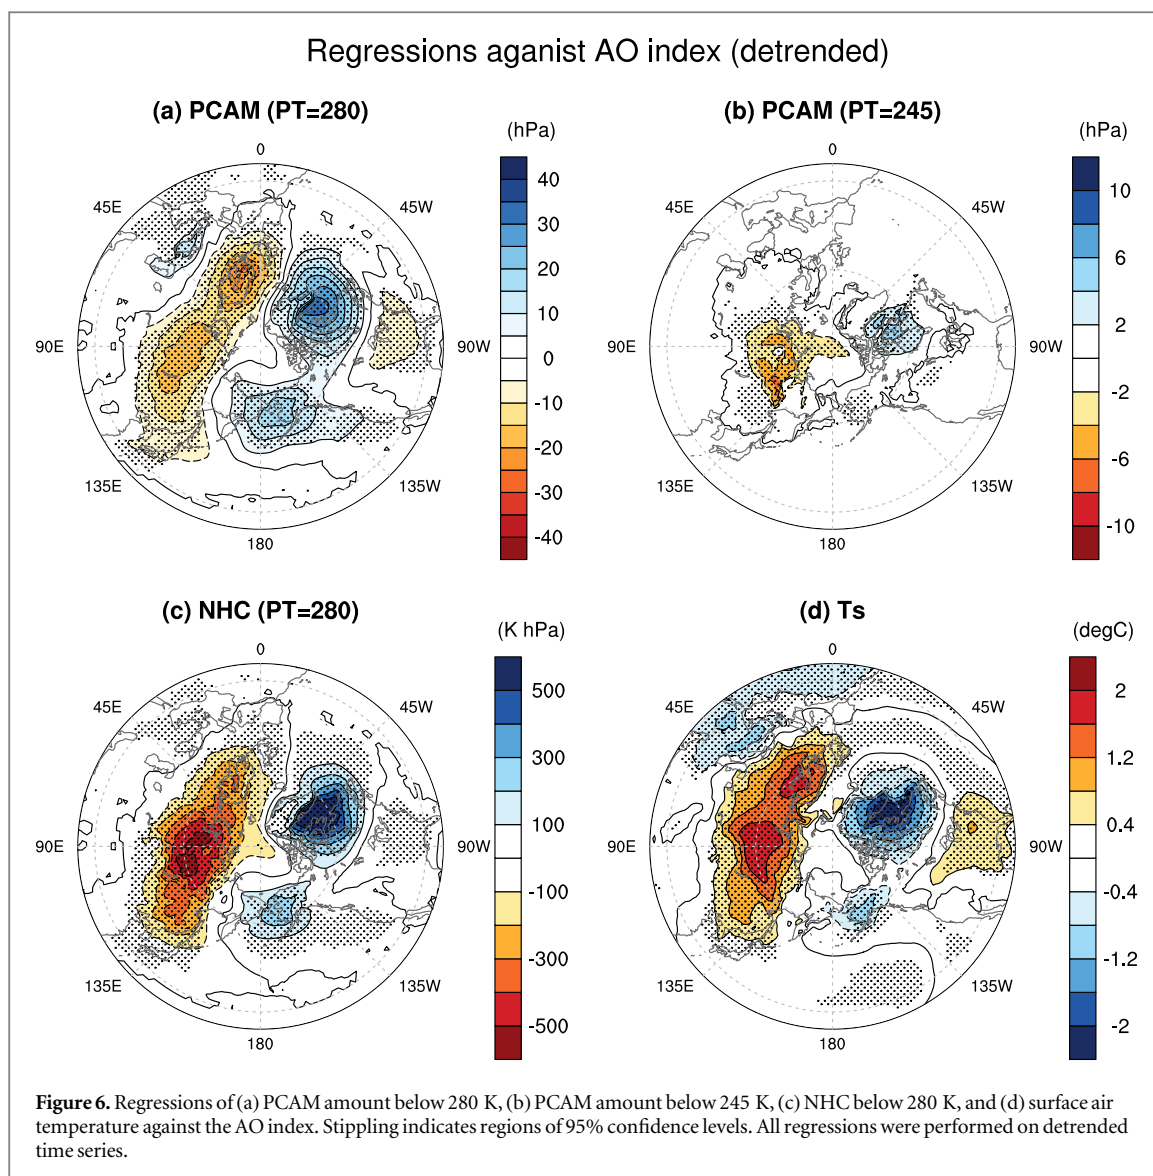 Regressions aganist AO index (detrended)
(a) PCAM (PT=280)
(hPa)
0
45E
45W
90E
90W
135E
135W
180
40
30
20
10
0
-10
-20
-30
-40
(b) PCAM (PT=245)
(hPa)
0
45E
45W
90E
90W
135E
135W
180
10
6
2
-2
-6
-10
(c) NHC (PT=280)
(K hPa)
0
45E
45W
90E
90W
135E
135W
180
500
300
100
-100
-300
-500
(d) Ts
(degC)
0
45E
45W
90E
90W
135E
135W
180
2
1.2
0.4
-0.4
-1.2
-2
Figure 6. Regressions of (a) PCAM amount below 280 K, (b) PCAM amount below 245 K, (c) NHC below 280 K, and (d) surface air
temperature against the AO index. Stippling indicates regions of 95% confidence levels. All regressions were performed on detrended
time series.